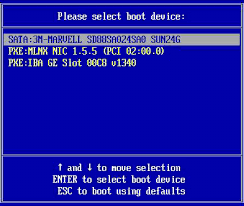 Please select boot device:
SATA:3M-MARVELL SD88SA024SA0 SUN24G
PXE:MLNX NIC 1.5.5 (PCI 02:00.0)
PXE:IBA GE Slot 00C8 v1340
↑ and ↓ to move selection
ENTER to select boot device
ESC to boot using defaults